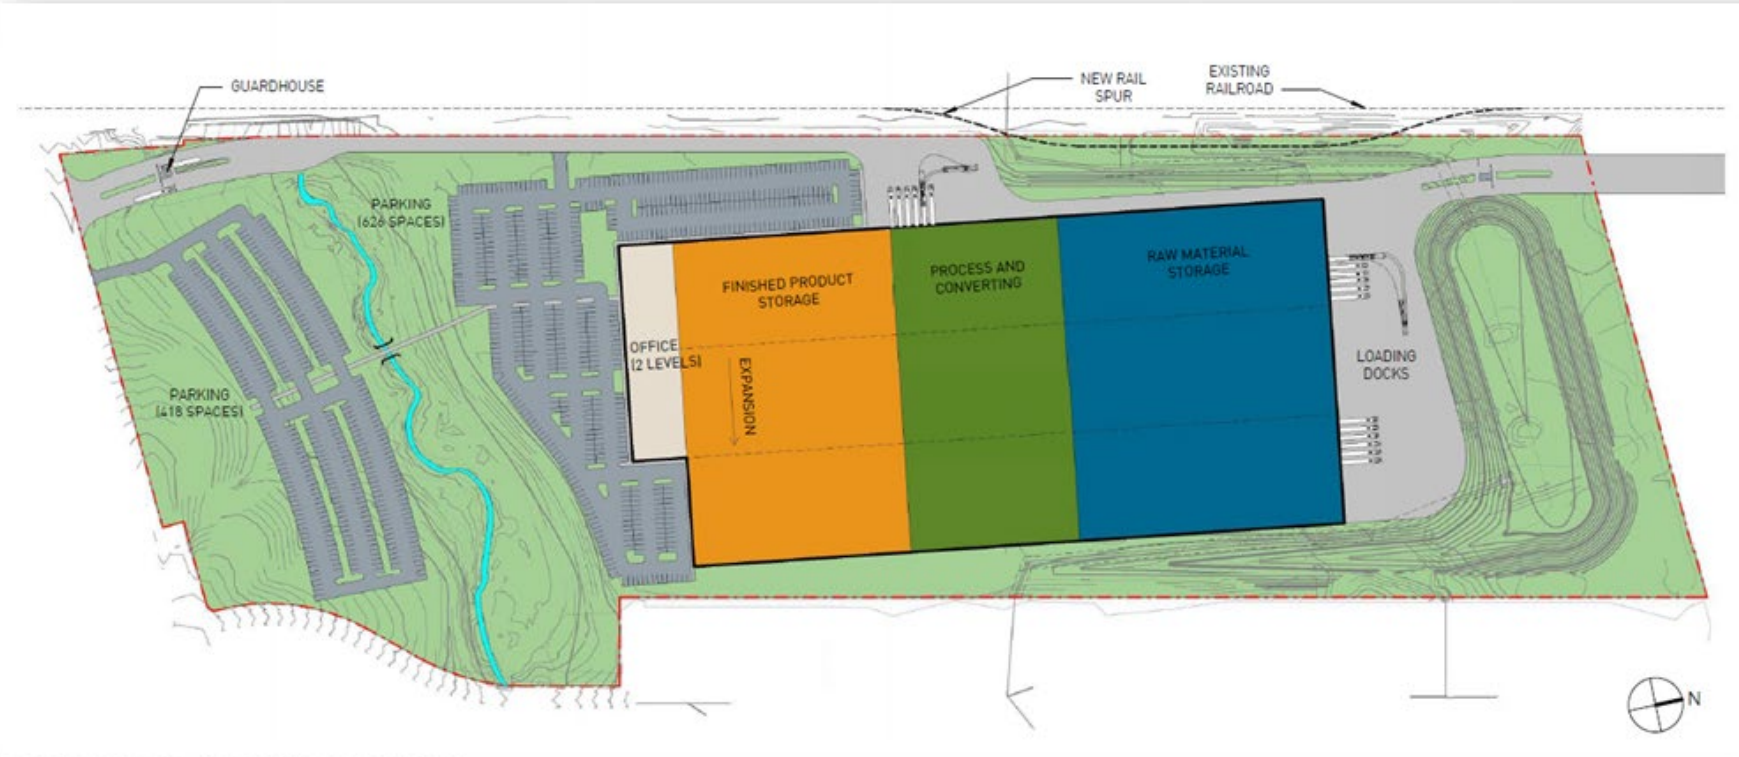 GUARDHOUSE
NEW RAIL
SPUR
EXISTING
RAILROAD
PARKING
(626 SPACES)
FINISHED PRODUCT
STORAGE
PROCESS AND
CONVERTING
RAW MATERIAL
STORAGE
OFFICE
(2 LEVELS)
EXPANSION
LOADING
DOCKS
PARKING
(418 SPACES)
N